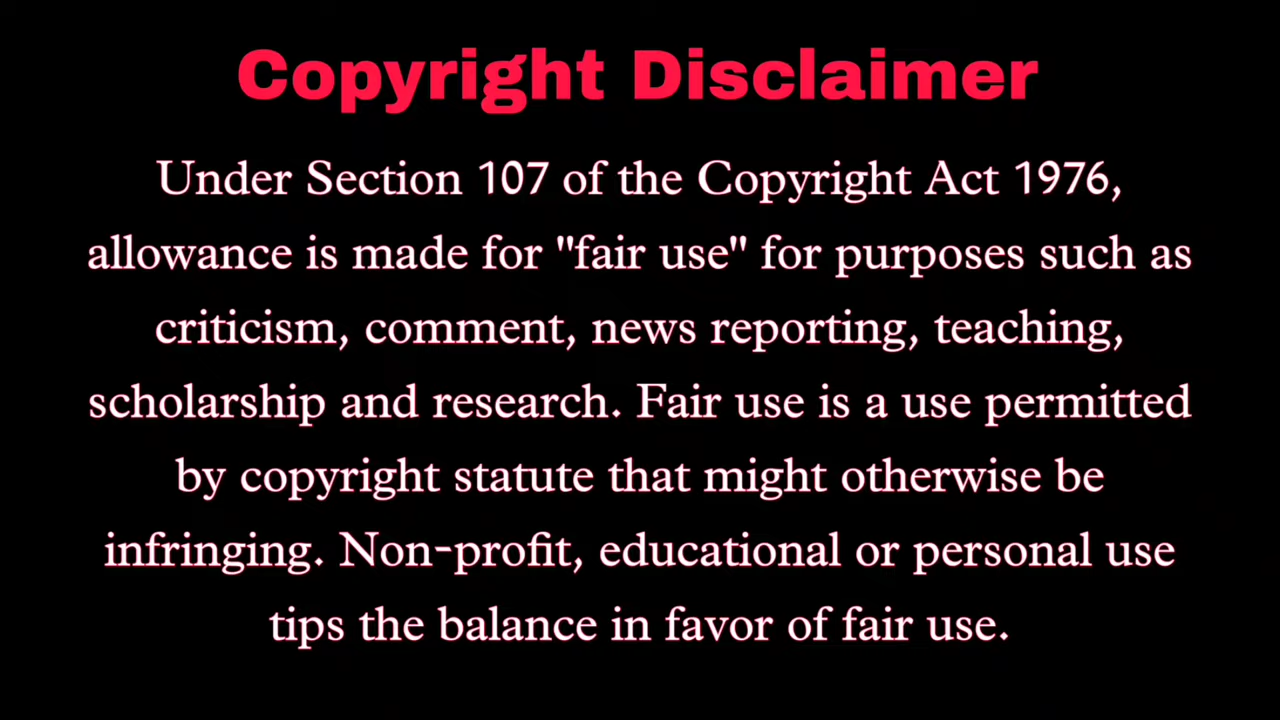 Copyright Disclaimer
Under Section 107 of the Copyright Act 1976,
allowance is made for "fair use" for purposes such as
criticism, comment, news reporting, teaching,
scholarship and research. Fair use is a use permitted
by copyright statute that might otherwise be
infringing. Non-profit, educational or personal use
tips the balance in favor of fair use.